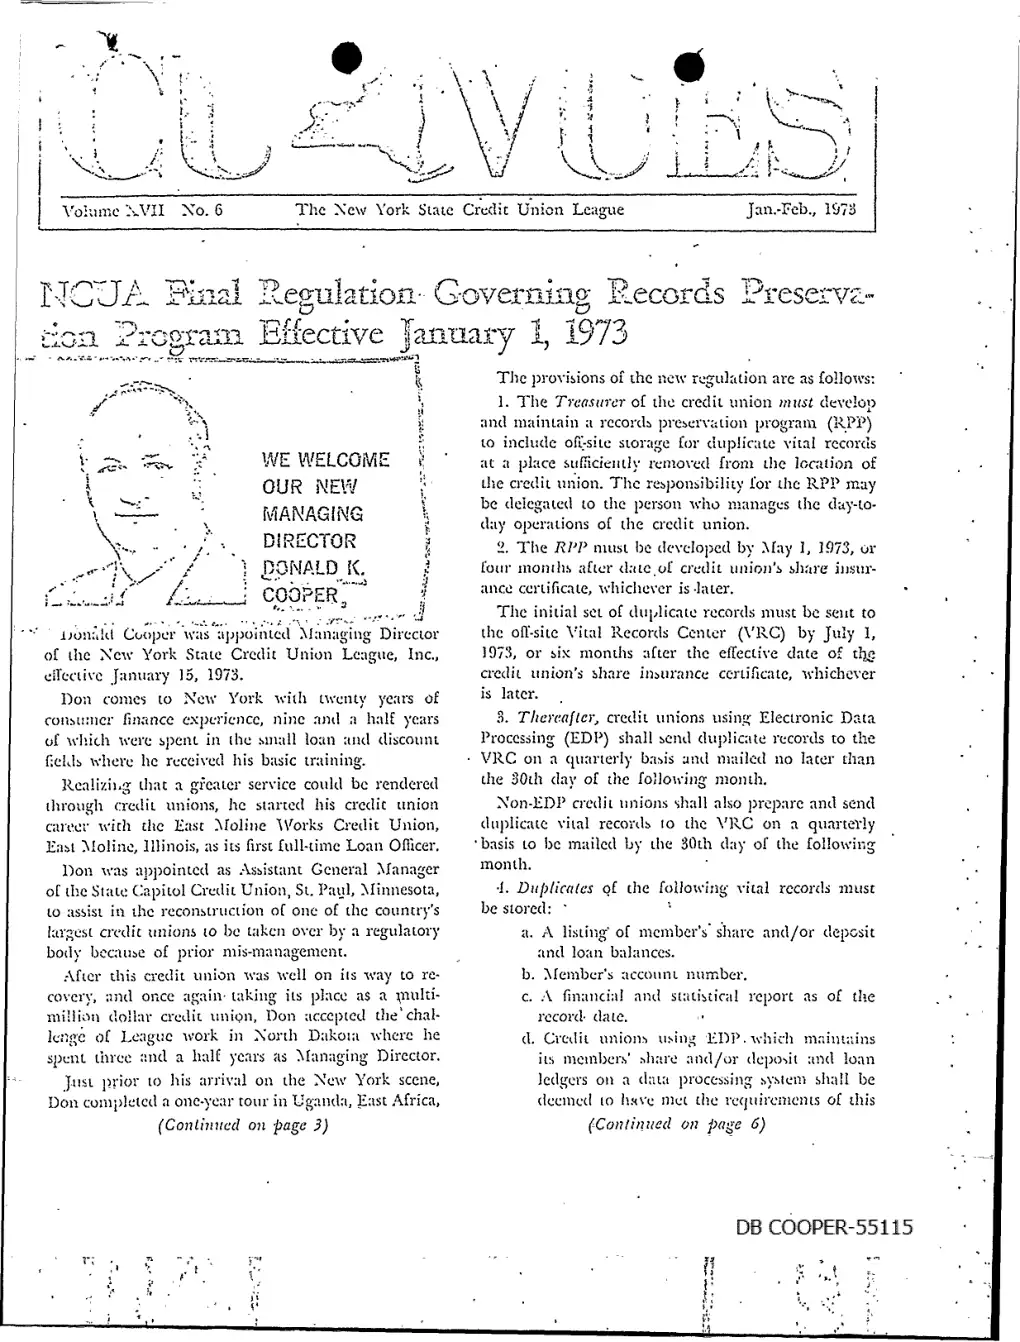 CU VUES
Volume XVII No. 6 The New York State Credit Union League Jan.-Feb., 1973
NCUA Final Regulation Governing Records Preserva-
tion Program Effective January 1, 1973
WE WELCOME
OUR NEW
MANAGING
DIRECTOR
DONALD K.
COOPER
Donald Cooper was appointed Managing Director
of the New York State Credit Union League, Inc.,
effective January 15, 1973.
Don comes to New York with twenty years of
consumer finance experience, nine and a half years
of which were spent in the small loan and discount
fields where he received his basic training.
Realizing that a greater service could be rendered
through credit unions, he started his credit union
career with the East Moline Works Credit Union,
East Moline, Illinois, as its first full-time Loan Officer.
Don was appointed as Assistant General Manager
of the State Capitol Credit Union, St. Paul, Minnesota,
to assist in the reconstruction of one of the country's
largest credit unions to be taken over by a regulatory
body because of prior mis-management.
After this credit union was well on its way to re-
covery, and once again taking its place as a multi-
million dollar credit union, Don accepted the chal-
lenge of League work in North Dakota where he
spent three and a half years as Managing Director.
Just prior to his arrival on the New York scene,
Don completed a one-year tour in Uganda, East Africa,
(Continued on page 3)
The provisions of the new regulation are as follows:
1. The Treasurer of the credit union must develop
and maintain a records preservation program (RPP)
to include off-site storage for duplicate vital records
at a place sufficiently removed from the location of
the credit union. The responsibility for the RPP may
be delegated to the person who manages the day-to-
day operations of the credit union.
2. The RPP must be developed by May 1, 1973, or
four months after date of credit union's share insur-
ance certificate, whichever is later.
The initial set of duplicate records must be sent to
the off-site Vital Records Center (VRC) by July 1,
1973, or six months after the effective date of the
credit union's share insurance certificate, whichever
is later.
3. Thereafter, credit unions using Electronic Data
Processing (EDP) shall send duplicate records to the
VRC on a quarterly basis and mailed no later than
the 30th day of the following month.
Non-EDP credit unions shall also prepare and send
duplicate vital records to the VRC on a quarterly
basis to be mailed by the 30th day of the following
month.
4. Duplicates of the following vital records must
be stored:
a. A listing of member's share and/or deposit
and loan balances.
b. Member's account number.
c. A financial and statistical report as of the
record date.
d. Credit unions using EDP which maintains
its members' share and/or deposit and loan
ledgers on a data processing system shall be
deemed to have met the requirements of this
(Continued on page 6)
DB COOPER-55115